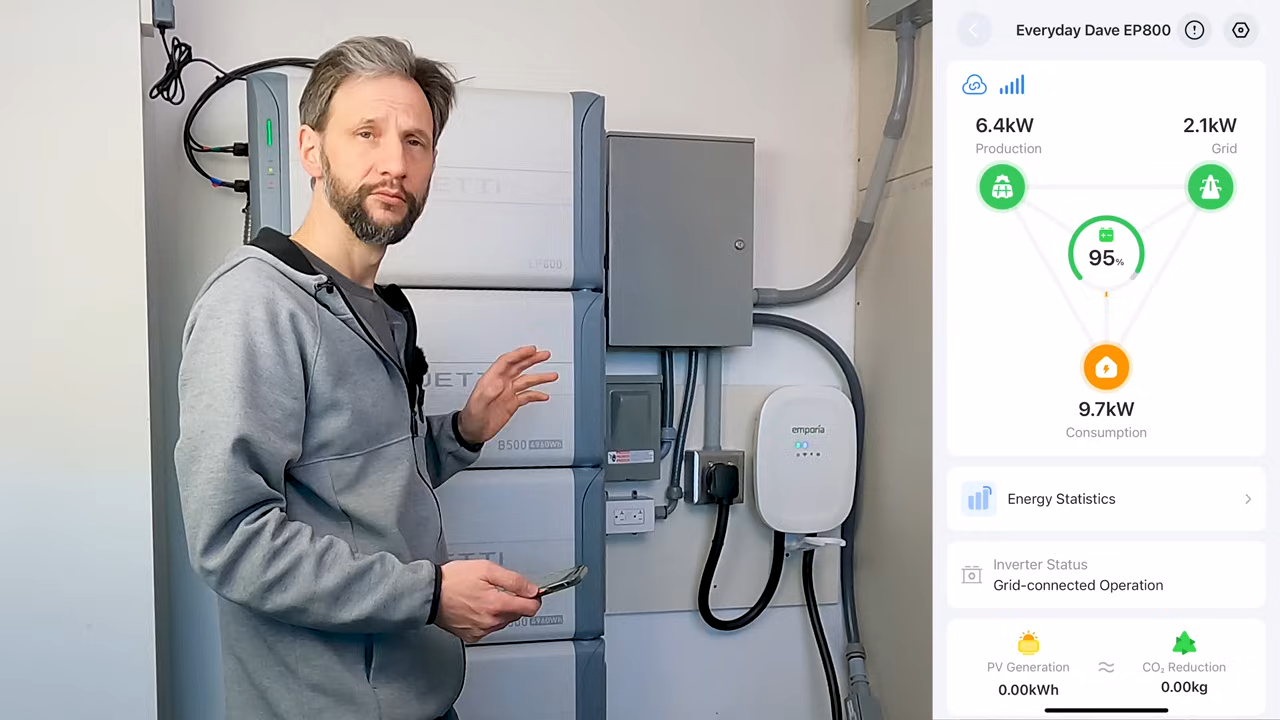 EP800
B500 4960Wh
emporia
Everyday Dave EP800
6.4kW
Production
2.1kW
Grid
95%
9.7kW
Consumption
Energy Statistics
Inverter Status
Grid-connected Operation
PV Generation
0.00kWh
≈
CO₂ Reduction
0.00kg